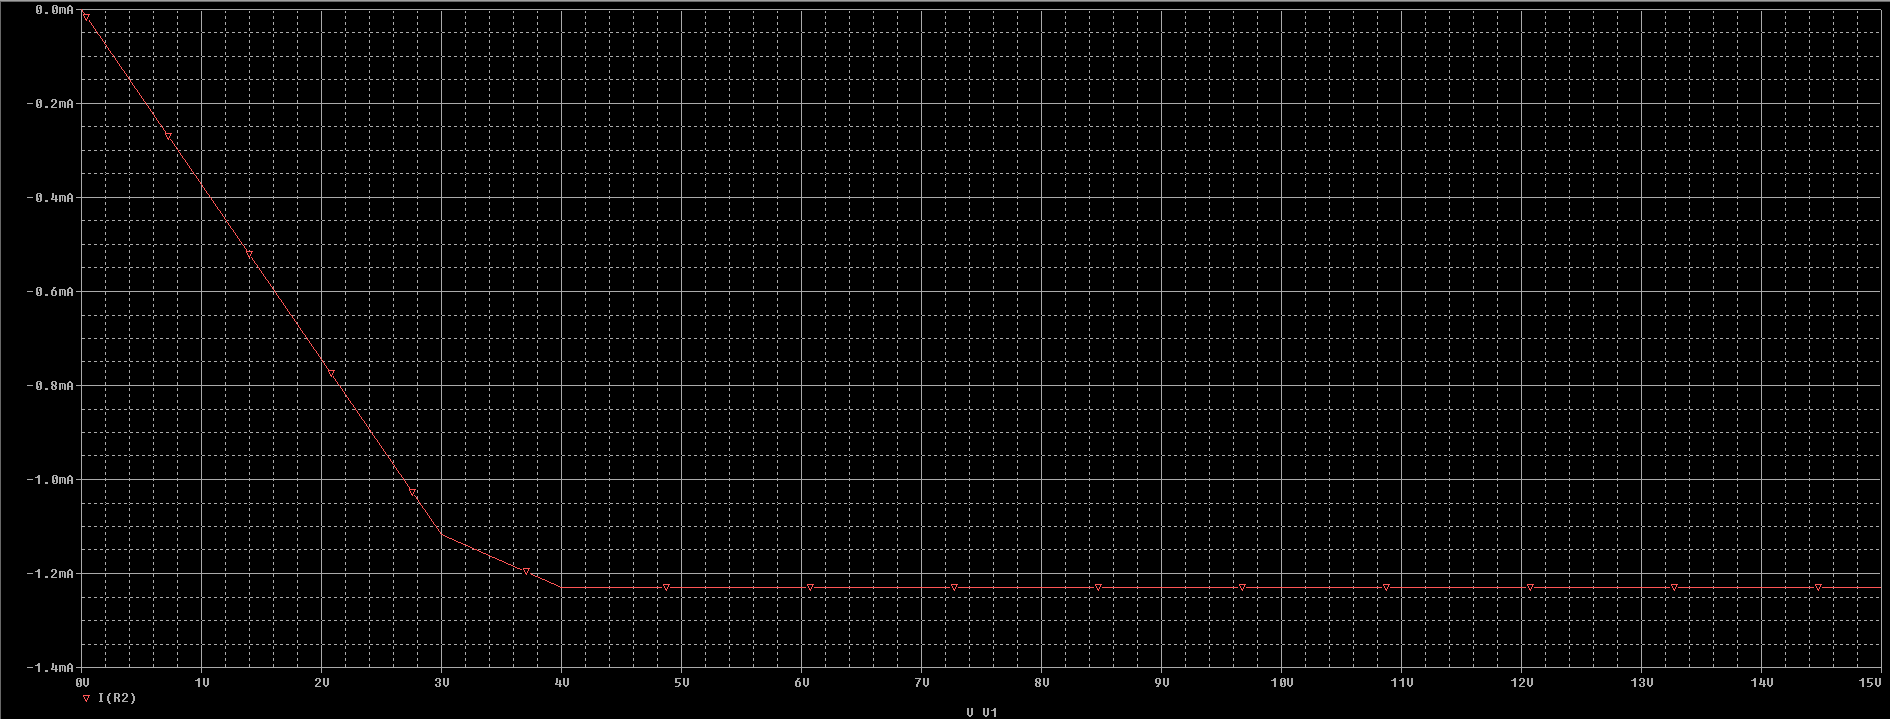 0.0mA
-0.2mA
-0.4mA
-0.6mA
-0.8mA
-1.0mA
-1.2mA
-1.4mA
0V 1V 2V 3V 4V 5V 6V 7V 8V 9V 10V 11V 12V 13V 14V 15V
I(R2)
V_V1